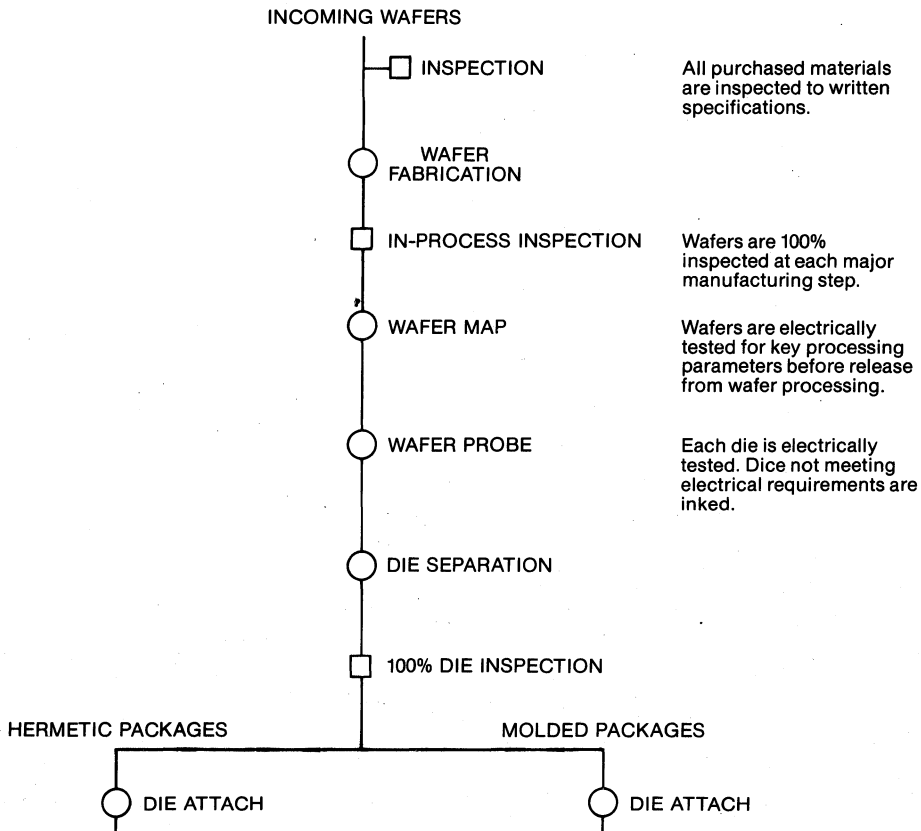 INCOMING WAFERS
INSPECTION
All purchased materials
are inspected to written
specifications.
WAFER
FABRICATION
IN-PROCESS INSPECTION
Wafers are 100%
inspected at each major
manufacturing step.
WAFER MAP
Wafers are electrically
tested for key processing
parameters before release
from wafer processing.
WAFER PROBE
Each die is electrically
tested. Dice not meeting
electrical requirements are
inked.
DIE SEPARATION
100% DIE INSPECTION
HERMETIC PACKAGES
MOLDED PACKAGES
DIE ATTACH
DIE ATTACH